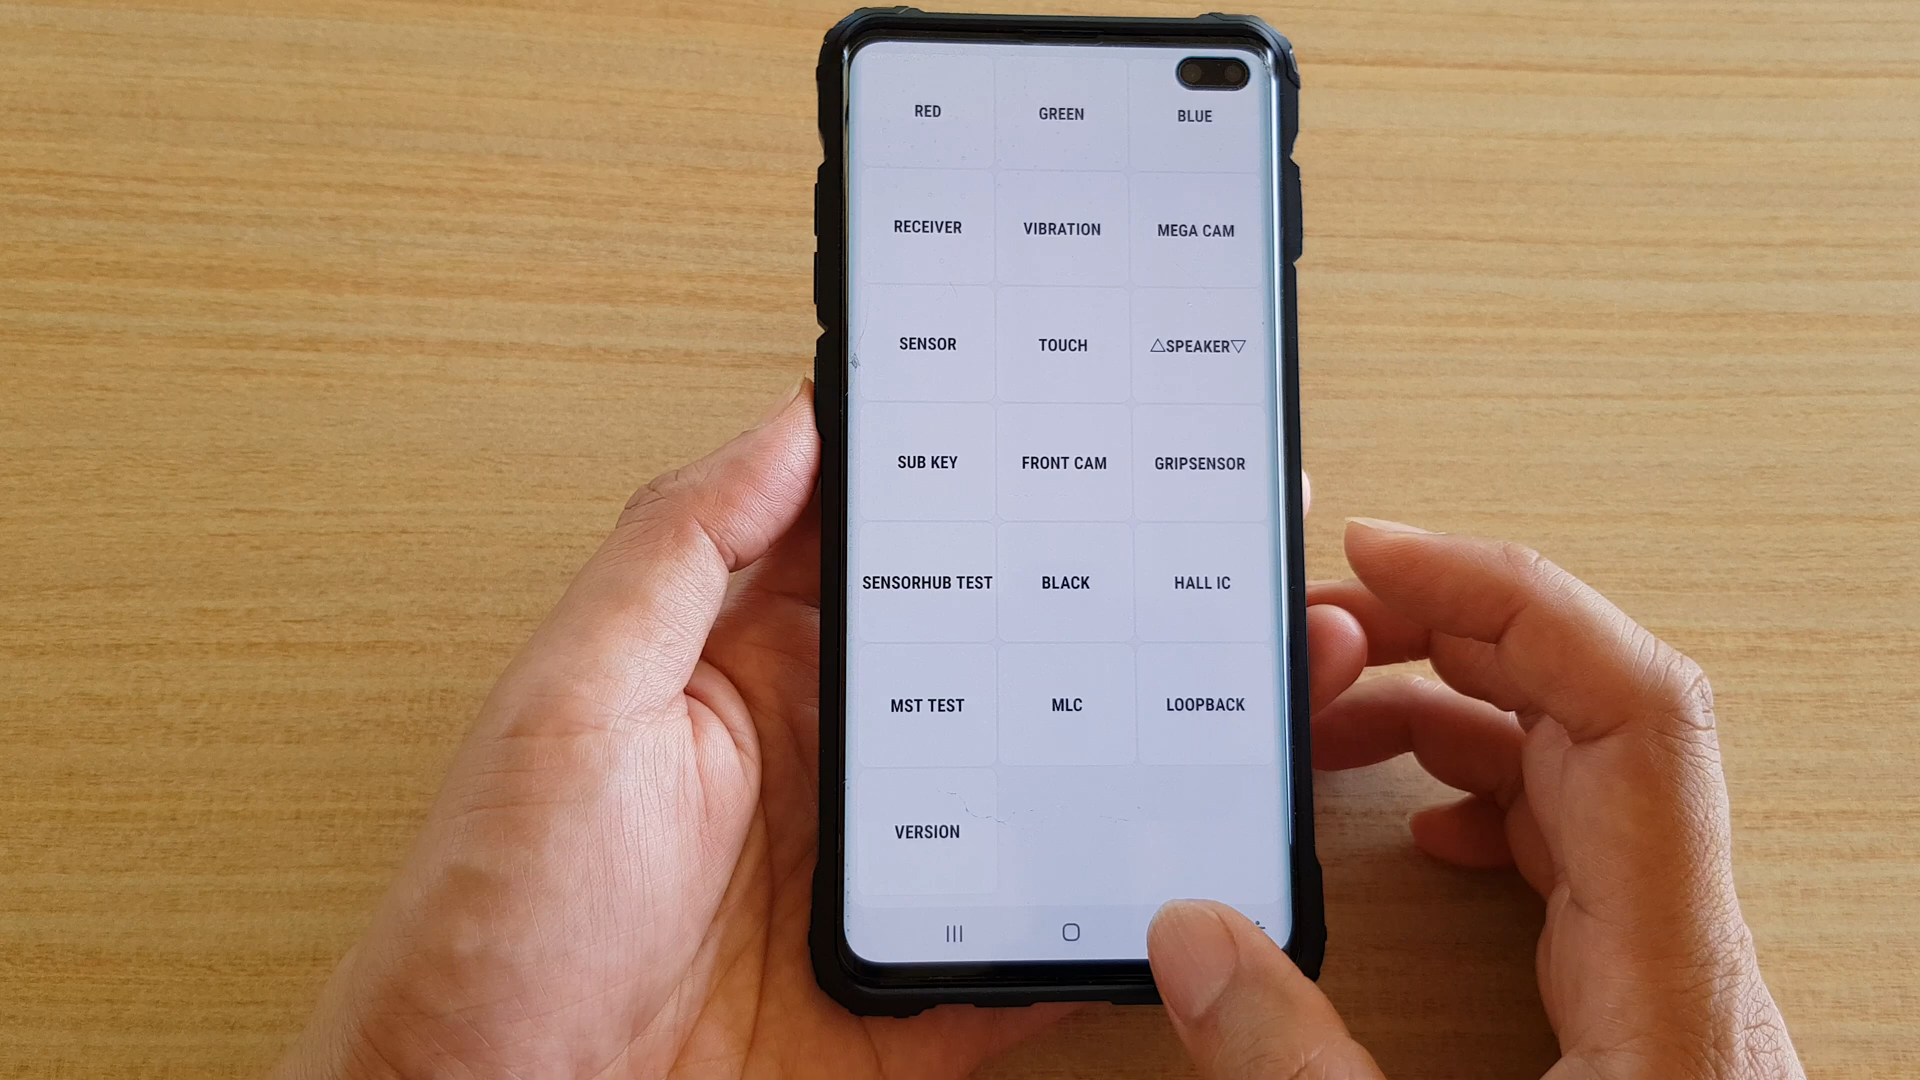 RED GREEN BLUE
RECEIVER VIBRATION MEGA CAM
SENSOR TOUCH △SPEAKER▽
SUB KEY FRONT CAM GRIPSENSOR
SENSORHUB TEST BLACK HALL IC
MST TEST MLC LOOPBACK
VERSION